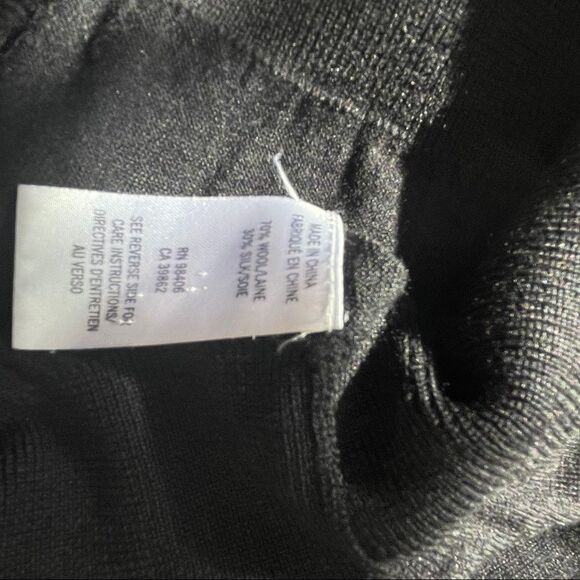 MADE IN CHINA
FABRIQUÉ EN CHINE
70% WOOL/LAINE
30% SILK/SOIE
RN 98406
CA 39862
SEE REVERSE SIDE FOR
CARE INSTRUCTIONS/
DIRECTIVES D'ENTRETIEN
AU VERSO